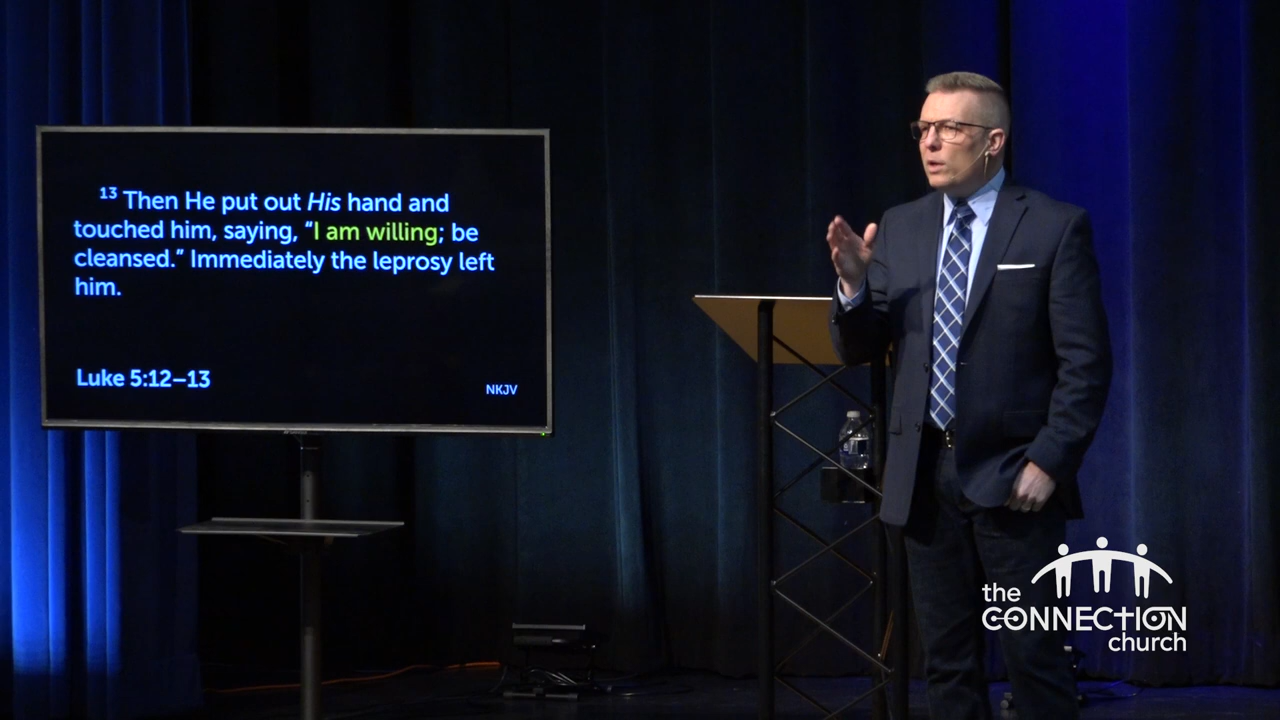 13 Then He put out His hand and
touched him, saying, “I am willing; be
cleansed.” Immediately the leprosy left
him.
Luke 5:12–13
NKJV
the
CONNECTION
church